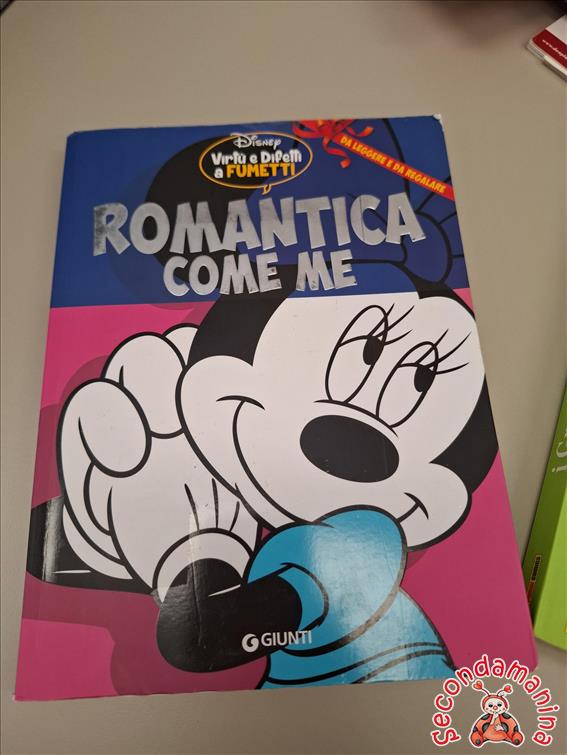 DISNEY
VIRTÙ E DIFETTI
A FUMETTI
DA LEGGERE E DA REGALARE
ROMANTICA
COME ME
GIUNTI
secondamanina